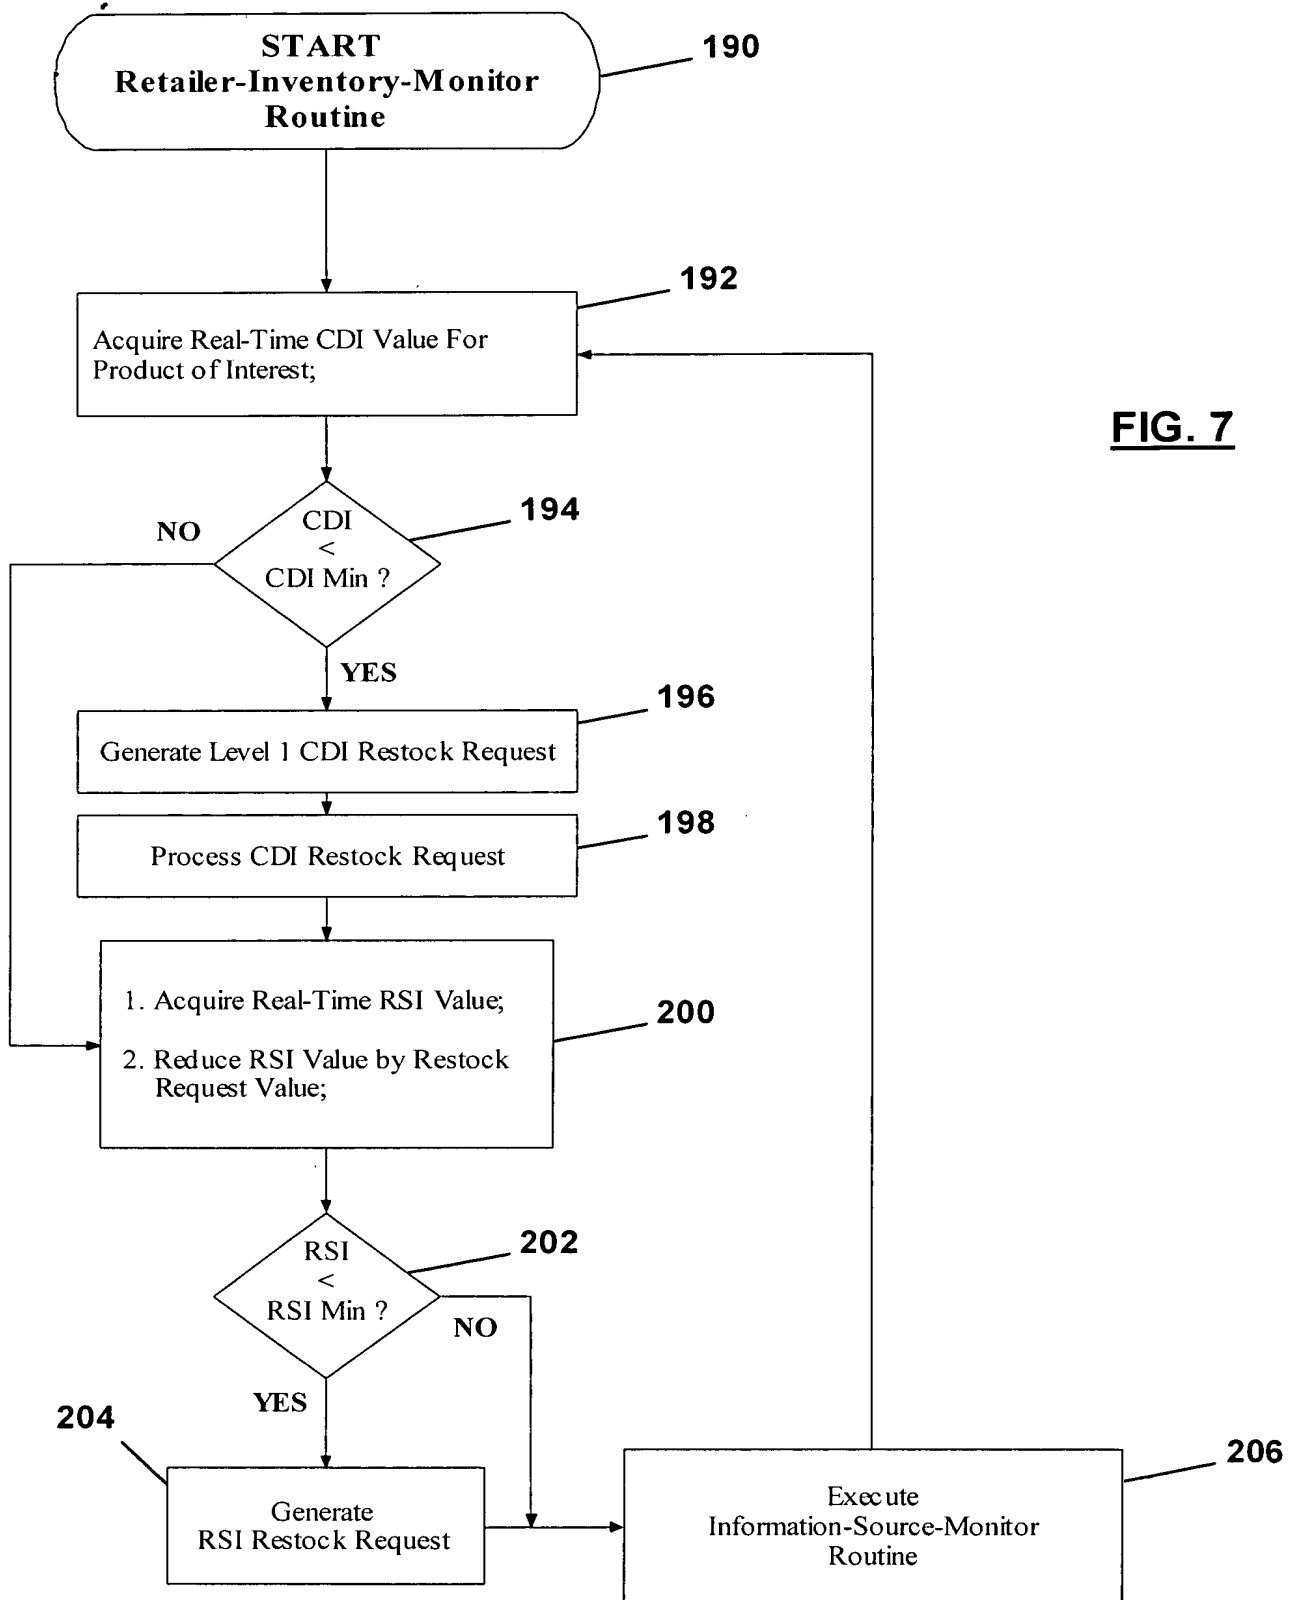 START
Retailer-Inventory-Monitor
Routine
190
192
Acquire Real-Time CDI Value For
Product of Interest;
FIG. 7
194
NO
CDI
<
CDI Min ?
YES
196
Generate Level 1 CDI Restock Request
198
Process CDI Restock Request
1. Acquire Real-Time RSI Value;
200
2. Reduce RSI Value by Restock
Request Value;
202
RSI
<
RSI Min ?
NO
YES
204
206
Generate
RSI Restock Request
Execute
Information-Source-Monitor
Routine